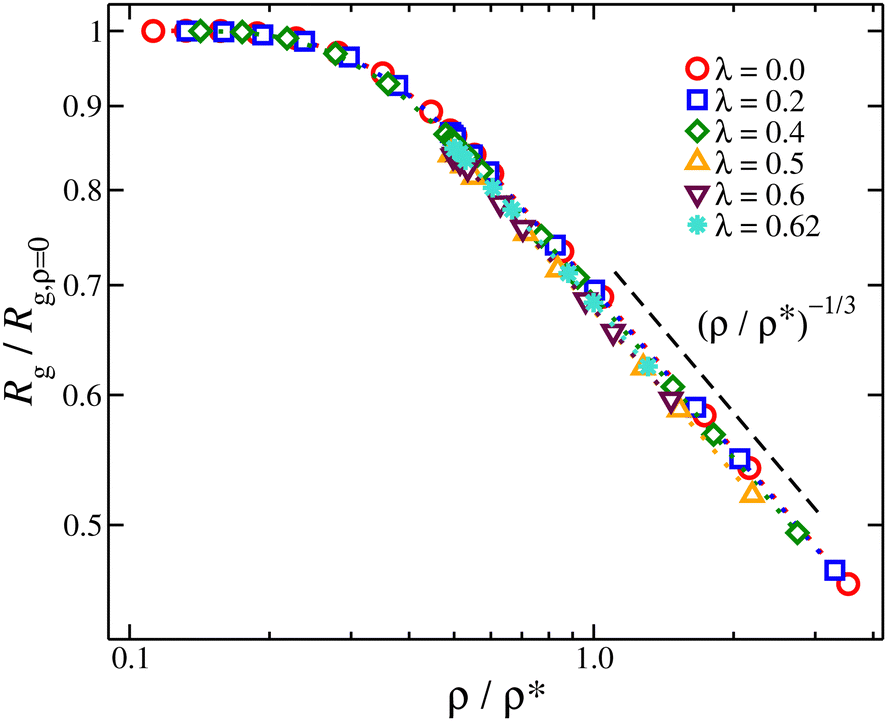 1
0.9
0.8
0.7
0.6
0.5
R_g / R_g,ρ=0
λ = 0.0
λ = 0.2
λ = 0.4
λ = 0.5
λ = 0.6
λ = 0.62
(ρ / ρ*)^−1/3
0.1
1.0
ρ / ρ*